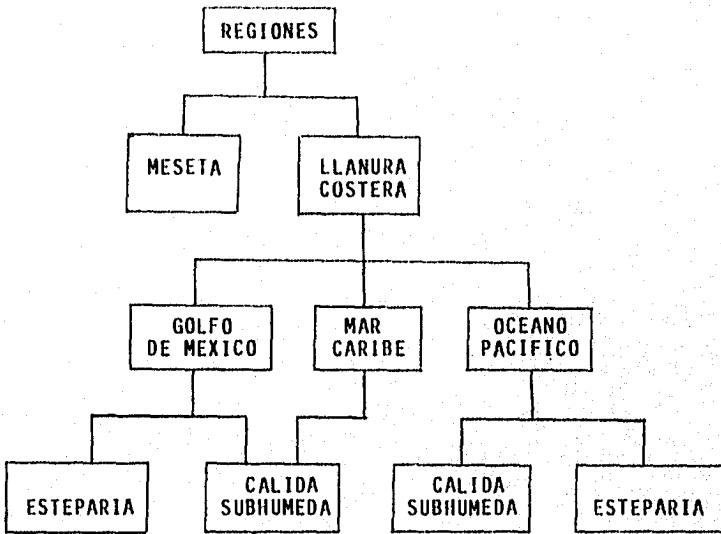 REGIONES
MESETA
LLANURA
COSTERA
GOLFO
DE MEXICO
MAR
CARIBE
OCEANO
PACIFICO
ESTEPARIA
CALIDA
SUBHUMEDA
CALIDA
SUBHUMEDA
ESTEPARIA